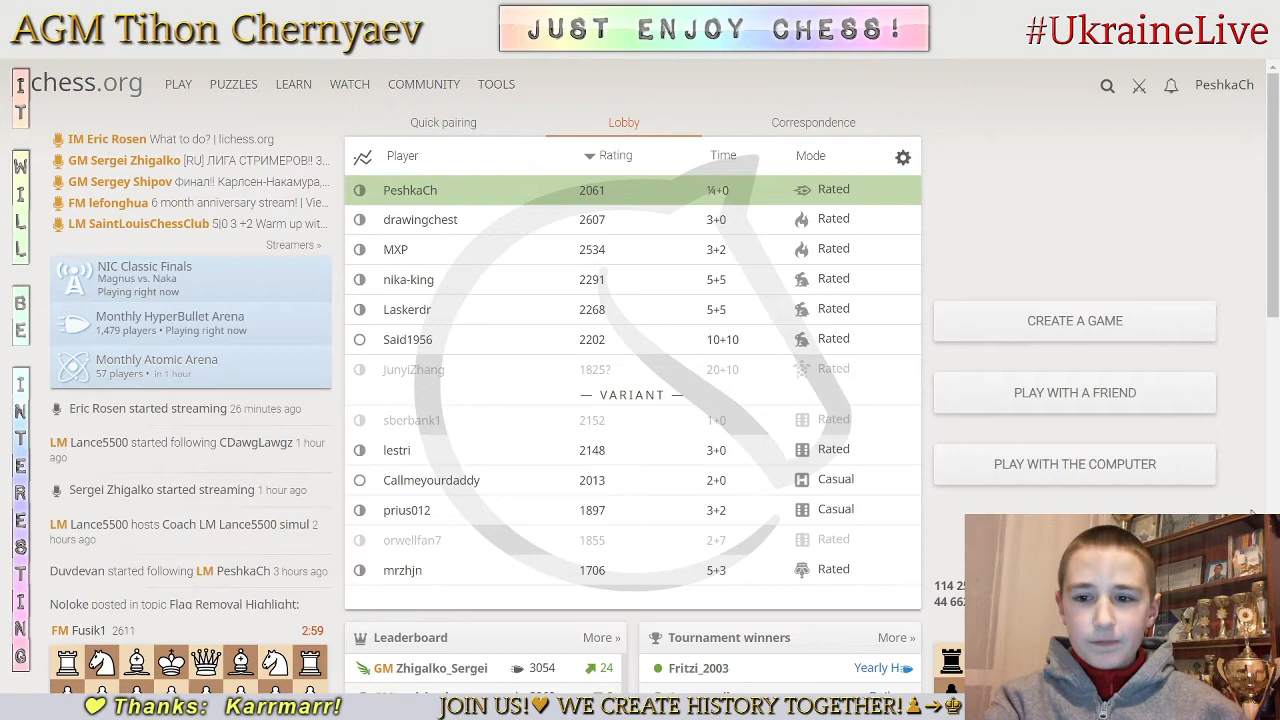 AGM Tihon Chernyaev
JUST ENJOY CHESS!
#UkraineLive
IT WILL BE INTERESTING
ichess.org
PLAY PUZZLES LEARN WATCH COMMUNITY TOOLS
PeshkaCh
IM Eric Rosen What to do? | lichess.org
GM Sergei Zhigalko [RU] ЛИГА СТРИМЕРОВ!! 3...
GM Sergey Shipov Финал!! Карлсен-Накамура,...
FM lefonghua 6 month anniversary stream! | Vie...
LM SaintLouisChessClub 5|0 3 +2 Warm up wit...
Streamers »
NIC Classic Finals
Magnus vs. Naka
Playing right now
Monthly HyperBullet Arena
1,479 players • Playing right now
Monthly Atomic Arena
57 players • in 1 hour
Eric Rosen started streaming 26 minutes ago
LM Lance5500 started following CDawgLawgz 1 hour
ago
Sergei Zhigalko started streaming 1 hour ago
LM Lance5500 hosts Coach LM Lance5500 simul 2
hours ago
Duvdevan started following LM PeshkaCh 3 hours ago
Noloke posted in topic Flag Removal Highlight:
FM Fusik1 2611 2:59
Quick pairing Lobby Correspondence
Player Rating Time Mode
PeshkaCh 2061 ¼+0 Rated
drawingchest 2607 3+0 Rated
MXP 2534 3+2 Rated
nika-king 2291 5+5 Rated
Laskerdr 2268 5+5 Rated
Said1956 2202 10+10 Rated
JunyiZhang 1825? 20+10 Rated
— VARIANT —
sberbank1 2152 1+0 Rated
lestri 2148 3+0 Rated
Callmeyourdaddy 2013 2+0 Casual
prius012 1897 3+2 Casual
orwellfan7 1855 2+7 Rated
mrzhjn 1706 5+3 Rated
Leaderboard More »
GM Zhigalko_Sergei 3054 24
Tournament winners More »
Fritzi_2003 Yearly H
CREATE A GAME
PLAY WITH A FRIEND
PLAY WITH THE COMPUTER
114
44
Thanks: Karrmarr!
JOIN US! WE CREATE HISTORY TOGETHER!